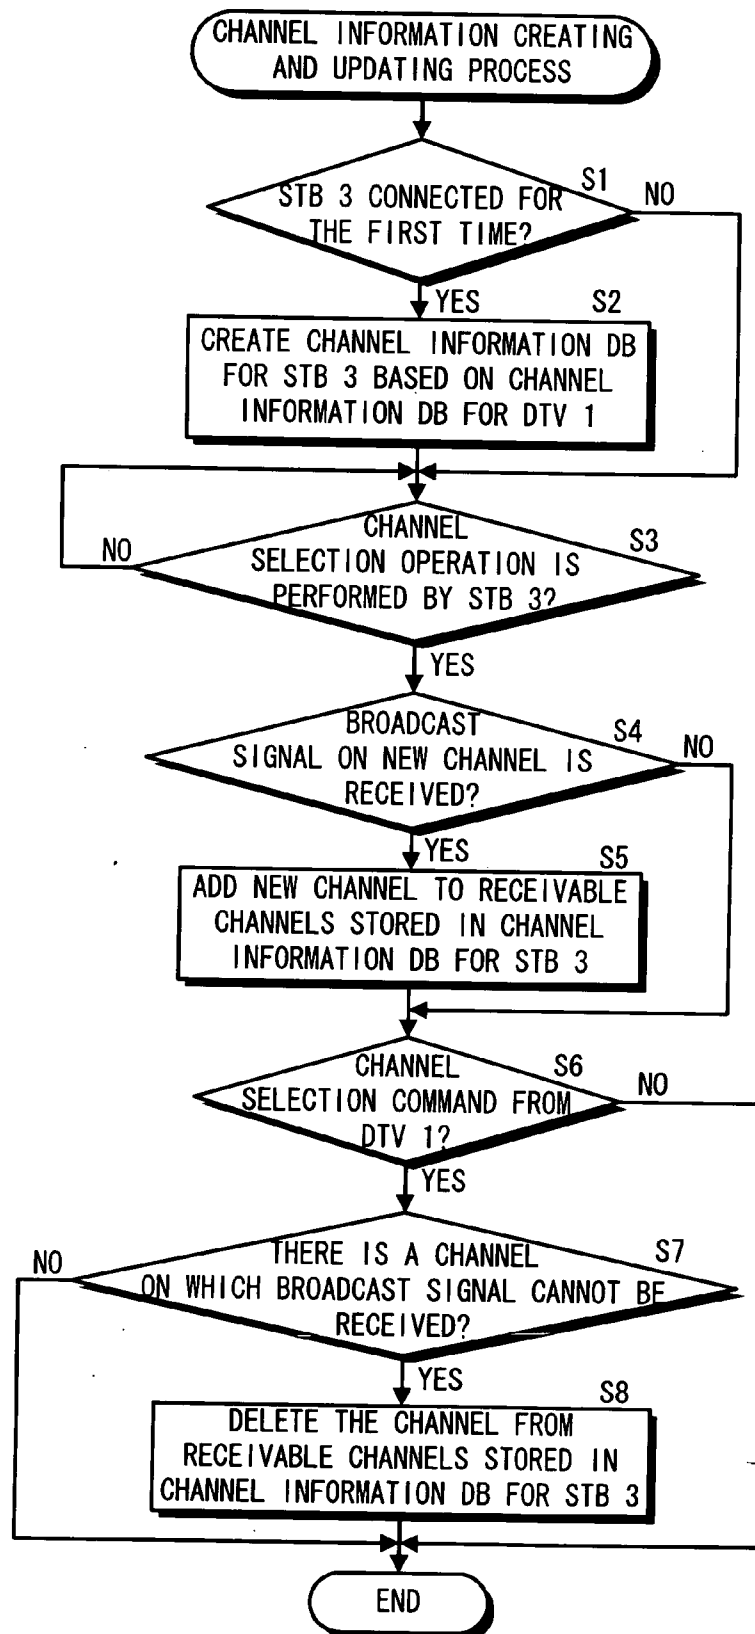 CHANNEL INFORMATION CREATING
AND UPDATING PROCESS
S1
NO
STB 3 CONNECTED FOR
THE FIRST TIME?
YES
S2
CREATE CHANNEL INFORMATION DB
FOR STB 3 BASED ON CHANNEL
INFORMATION DB FOR DTV 1
CHANNEL
S3
NO
SELECTION OPERATION IS
PERFORMED BY STB 3?
YES
BROADCAST
S4
NO
SIGNAL ON NEW CHANNEL IS
RECEIVED?
YES
S5
ADD NEW CHANNEL TO RECEIVABLE
CHANNELS STORED IN CHANNEL
INFORMATION DB FOR STB 3
CHANNEL
S6
NO
SELECTION COMMAND FROM
DTV 1?
YES
NO
THERE IS A CHANNEL
S7
ON WHICH BROADCAST SIGNAL CANNOT BE
RECEIVED?
YES
S8
DELETE THE CHANNEL FROM
RECEIVABLE CHANNELS STORED IN
CHANNEL INFORMATION DB FOR STB 3
END